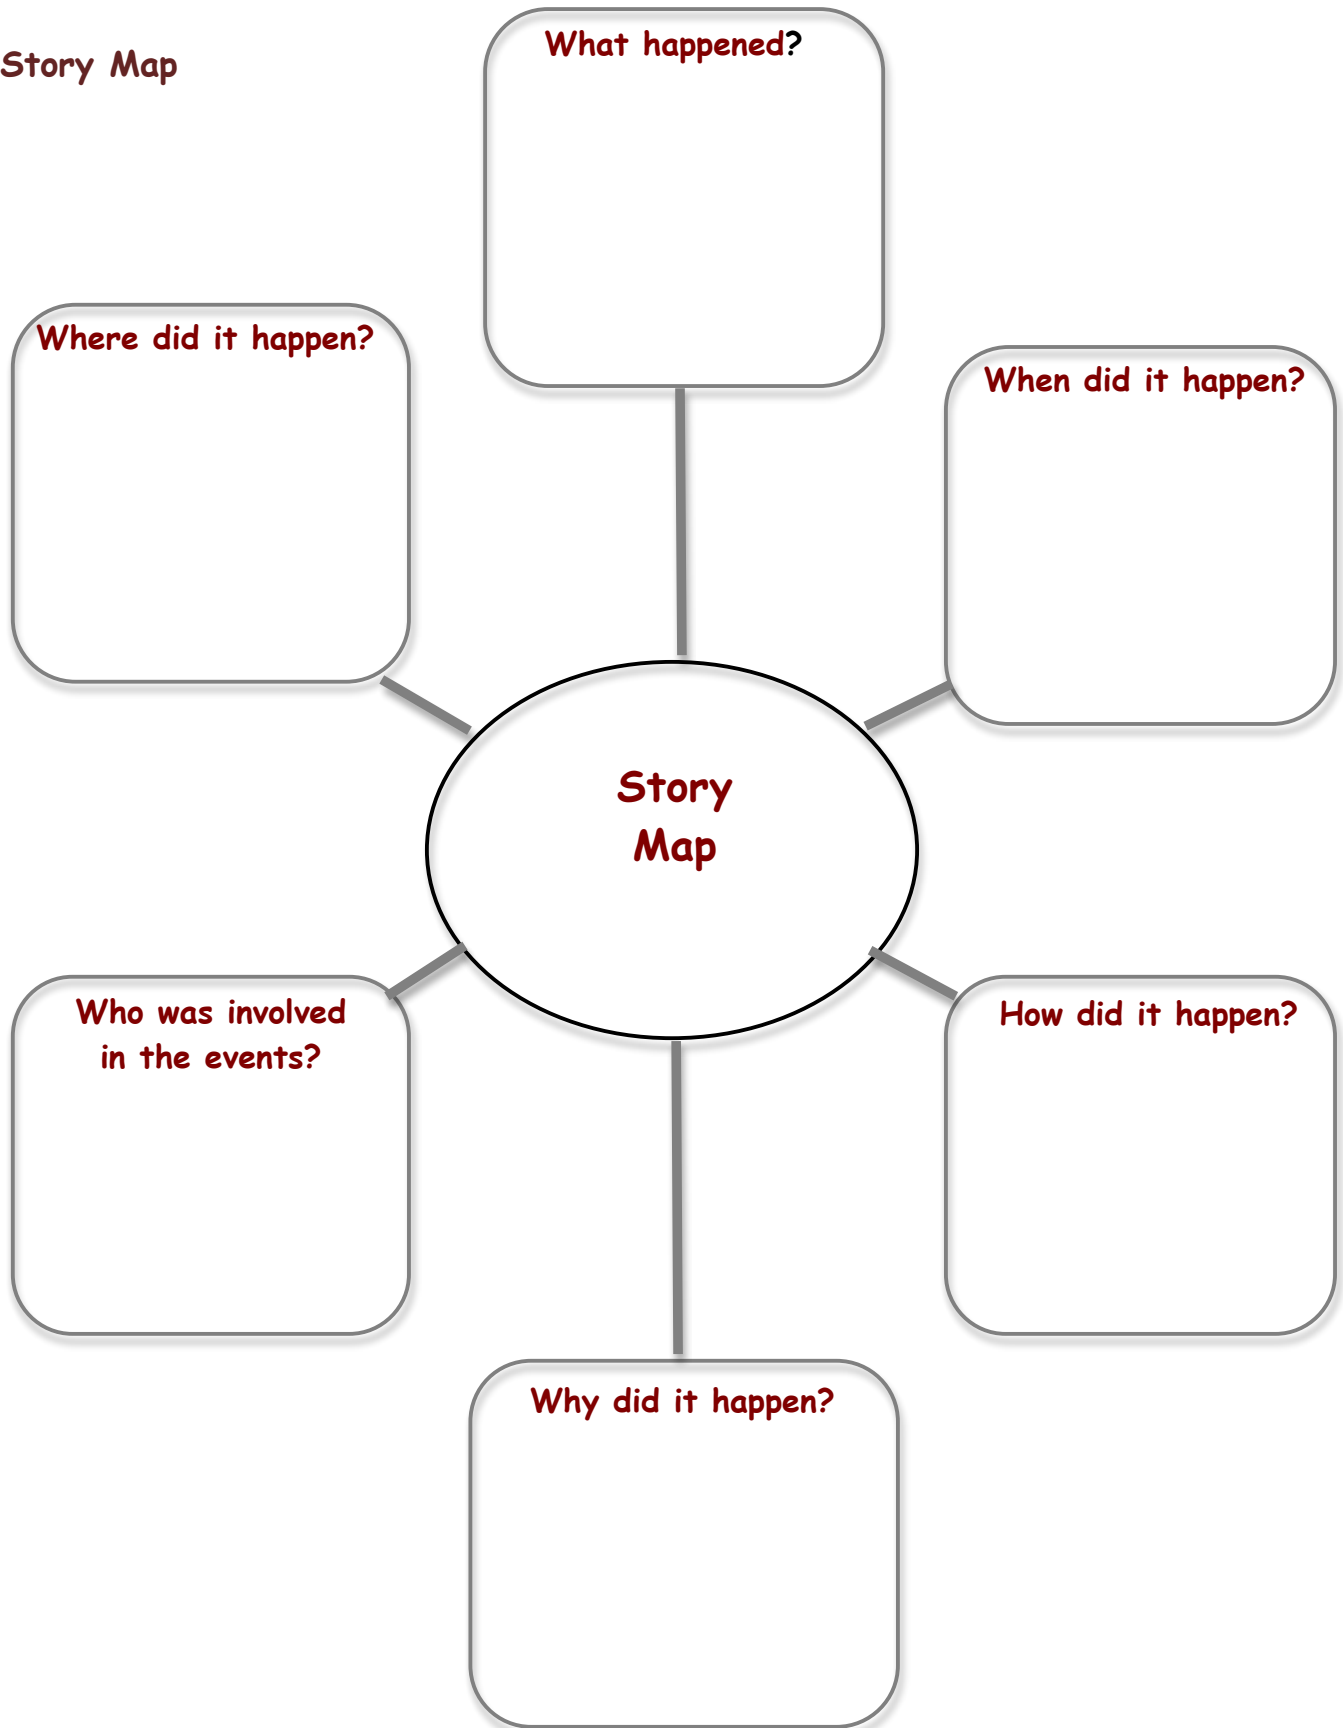 Story Map
What happened?
Where did it happen?
When did it happen?
Story
Map
Who was involved
in the events?
How did it happen?
Why did it happen?